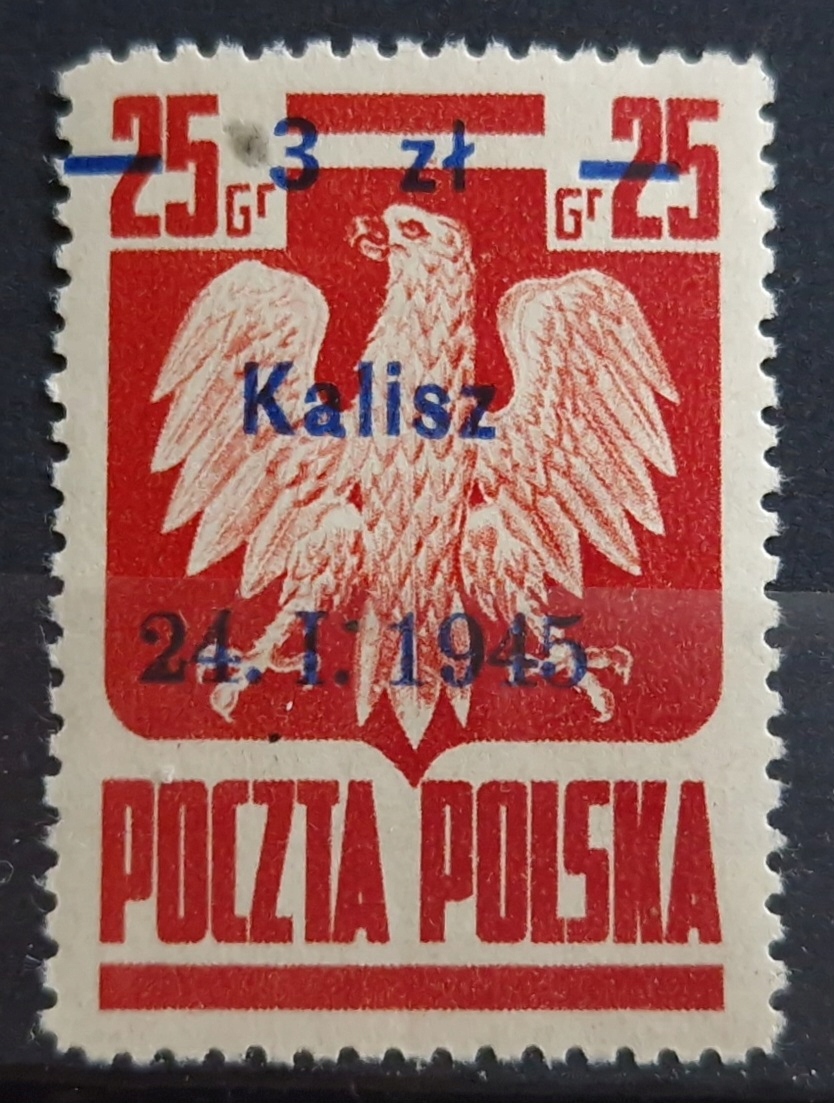 25 Gr 3 zł Gr 25
Kalisz
24. I. 1945
POCZTA POLSKA